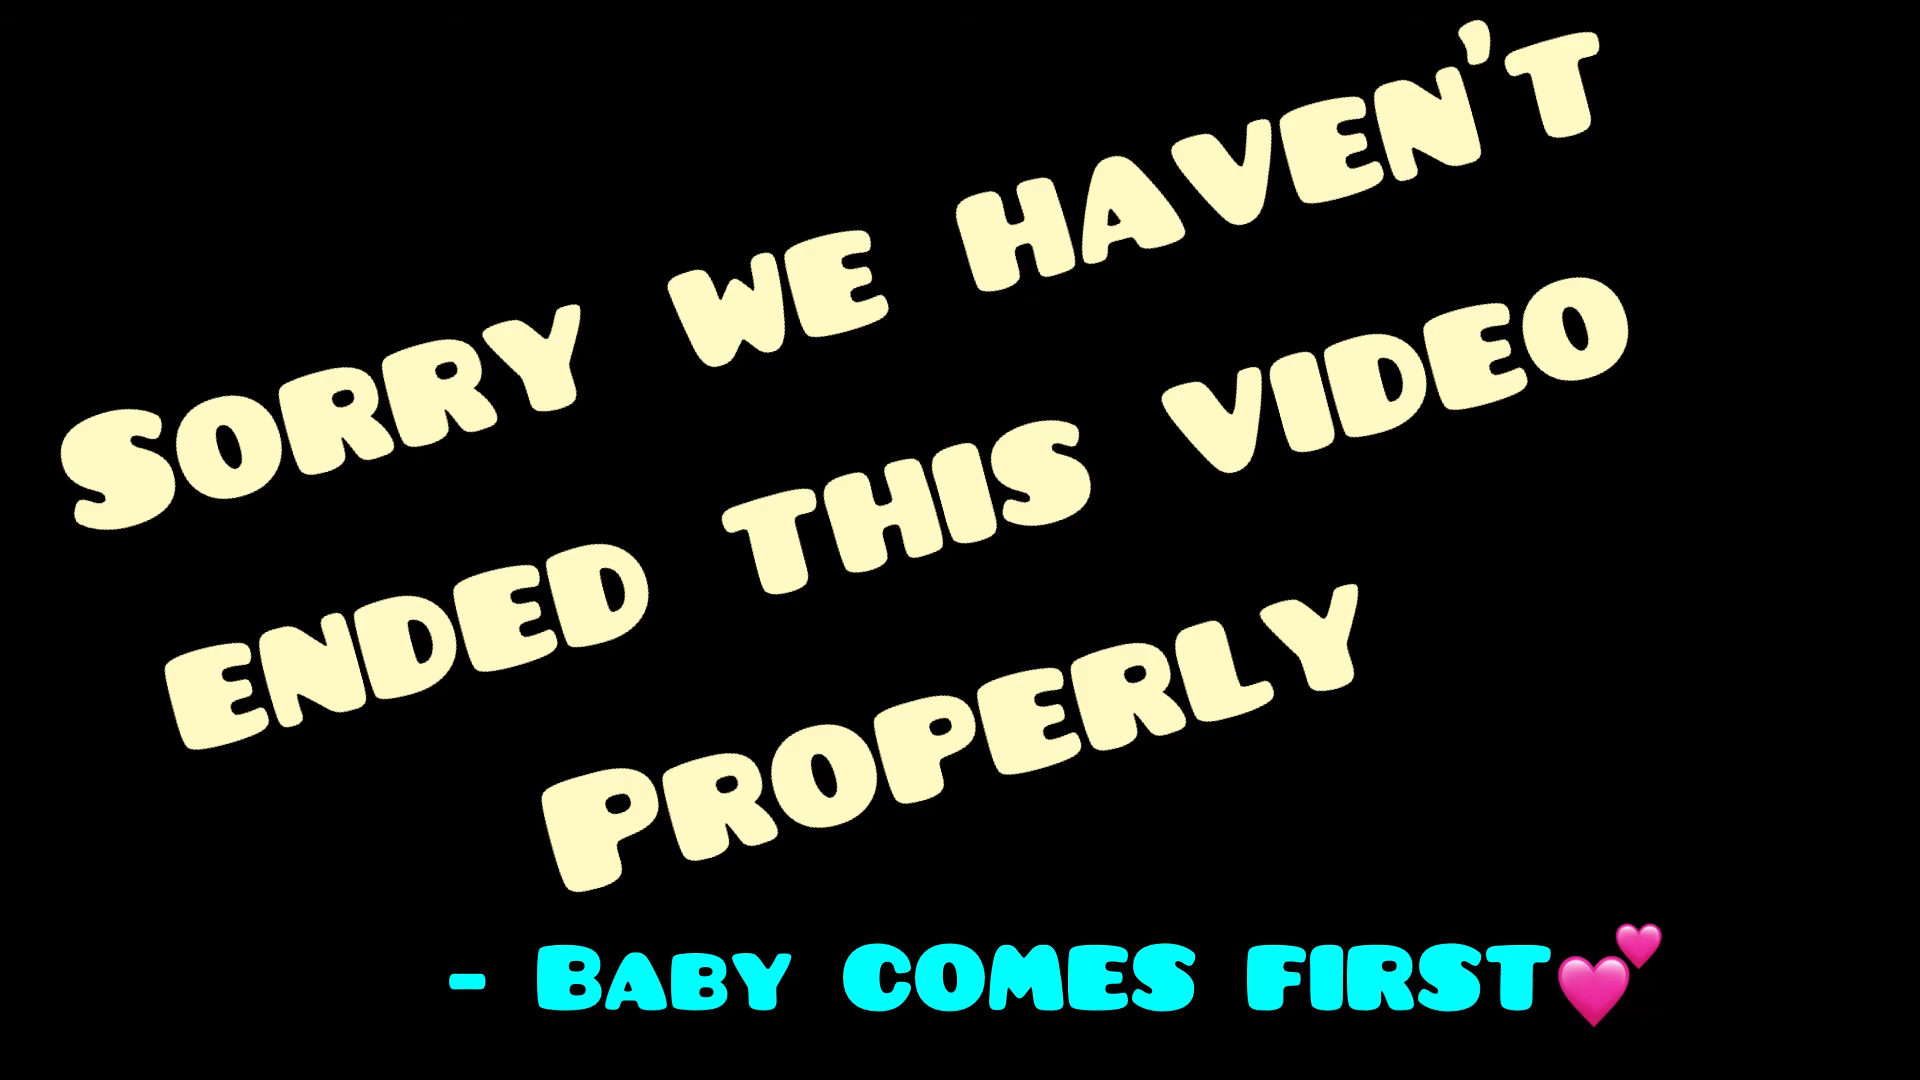 Sorry we haven't
ended this video
Properly
- Baby comes first💕